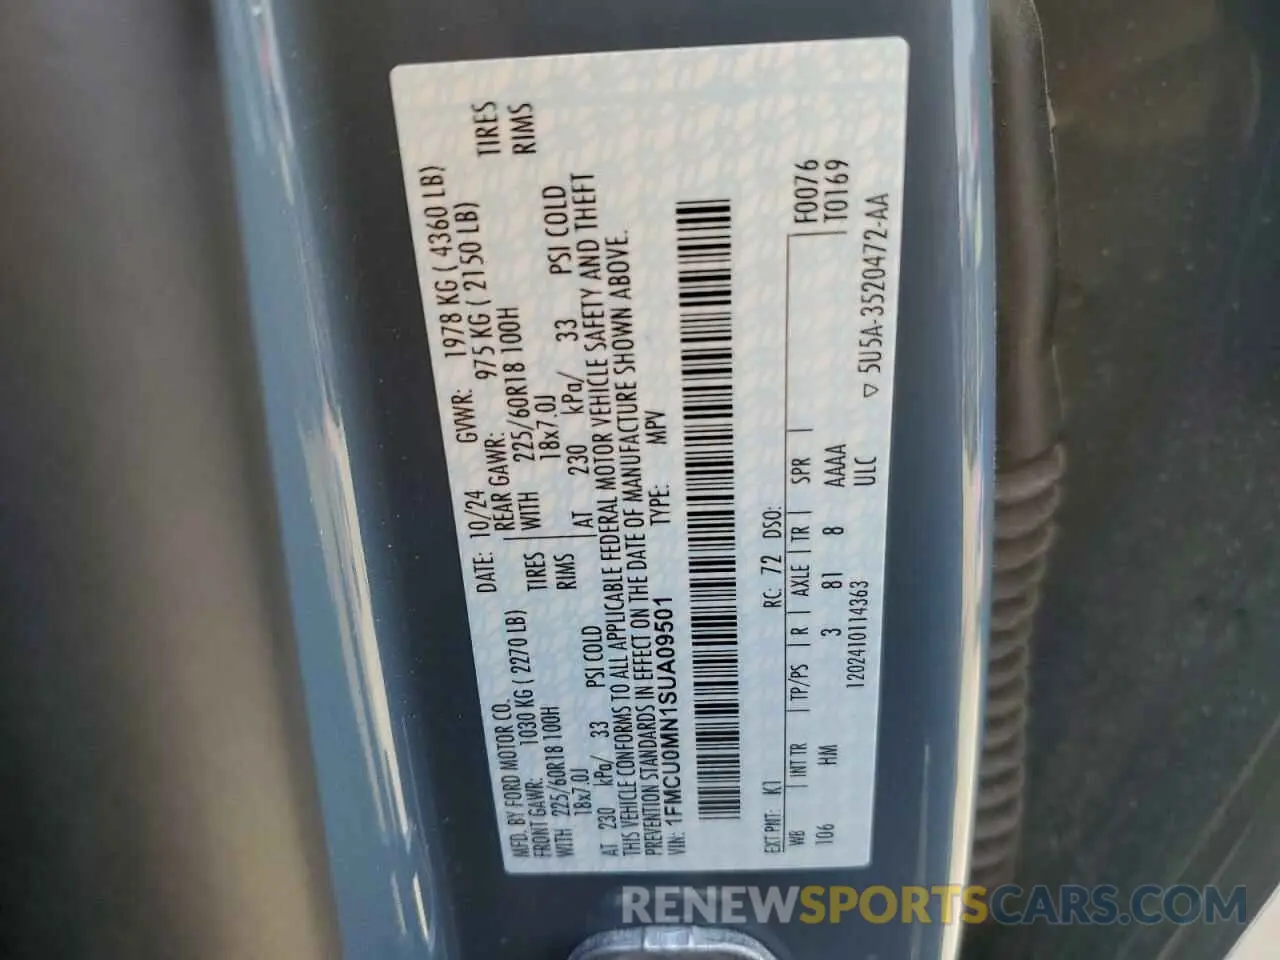 MFD. BY FORD MOTOR CO.
DATE: 10/24 GVWR: 1978 KG ( 4360 LB)
FRONT GAWR: 1030 KG ( 2270 LB) REAR GAWR: 975 KG ( 2150 LB)
WITH 225/60R18 100H TIRES WITH 225/60R18 100H TIRES
18x7.0J RIMS 18x7.0J RIMS
AT 230 kPa/ 33 PSI COLD AT 230 kPa/ 33 PSI COLD
THIS VEHICLE CONFORMS TO ALL APPLICABLE FEDERAL MOTOR VEHICLE SAFETY AND THEFT
PREVENTION STANDARDS IN EFFECT ON THE DATE OF MANUFACTURE SHOWN ABOVE.
VIN: 1FMCU0MN1SUA09501 TYPE: MPV
EXT PNT: K1 RC: 72 DSO:
WB INT TR TP/PS R AXLE TR SPR F0076
106 HM 3 81 8 AAAA T0169
1202410114363 ULC
▽ 5U5A-3520472-AA
RENEWSPORTSCARS.COM